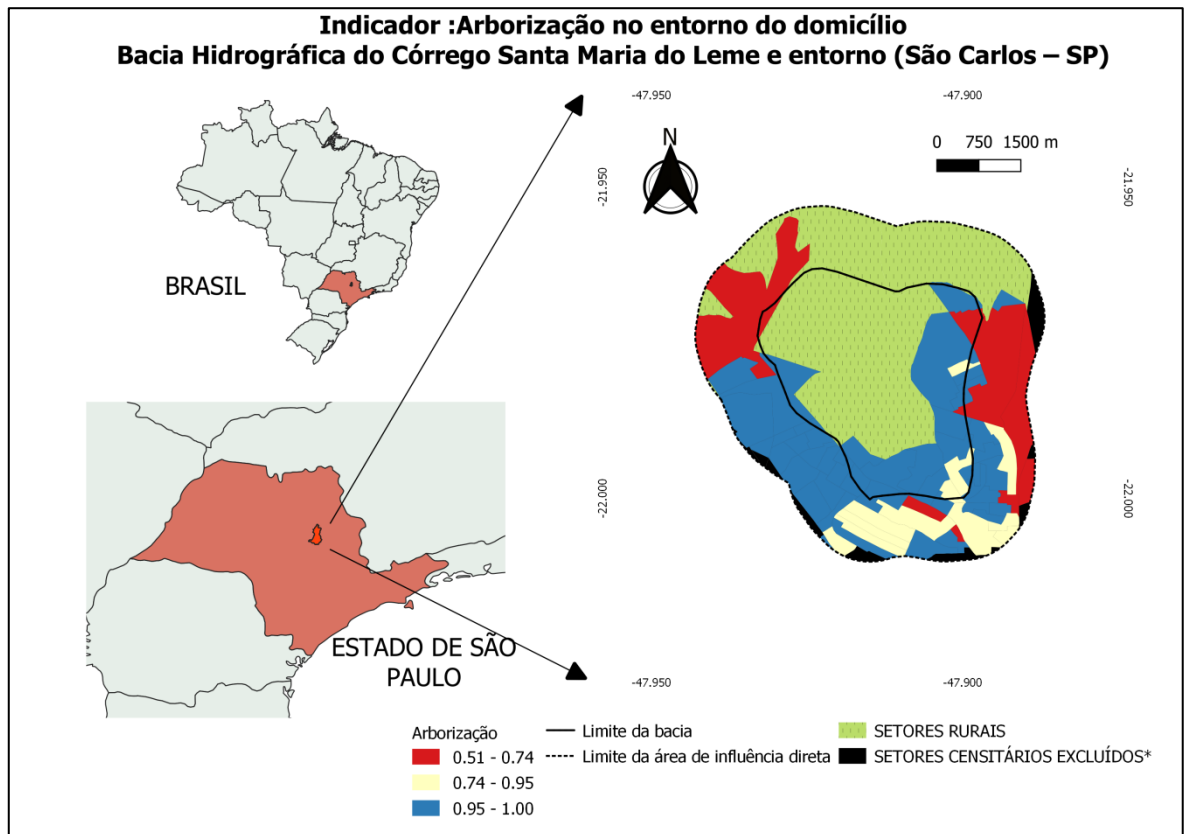 Indicador :Arborização no entorno do domicílio
Bacia Hidrográfica do Córrego Santa Maria do Leme e entorno (São Carlos – SP)
-47.950
-47.900
N
0 750 1500 m
-21.950
-21.950
BRASIL
-22.000
-22.000
ESTADO DE SÃO
PAULO
-47.950
-47.900
Arborização
0.51 - 0.74
0.74 - 0.95
0.95 - 1.00
Limite da bacia
Limite da área de influência direta
SETORES RURAIS
SETORES CENSITÁRIOS EXCLUÍDOS*